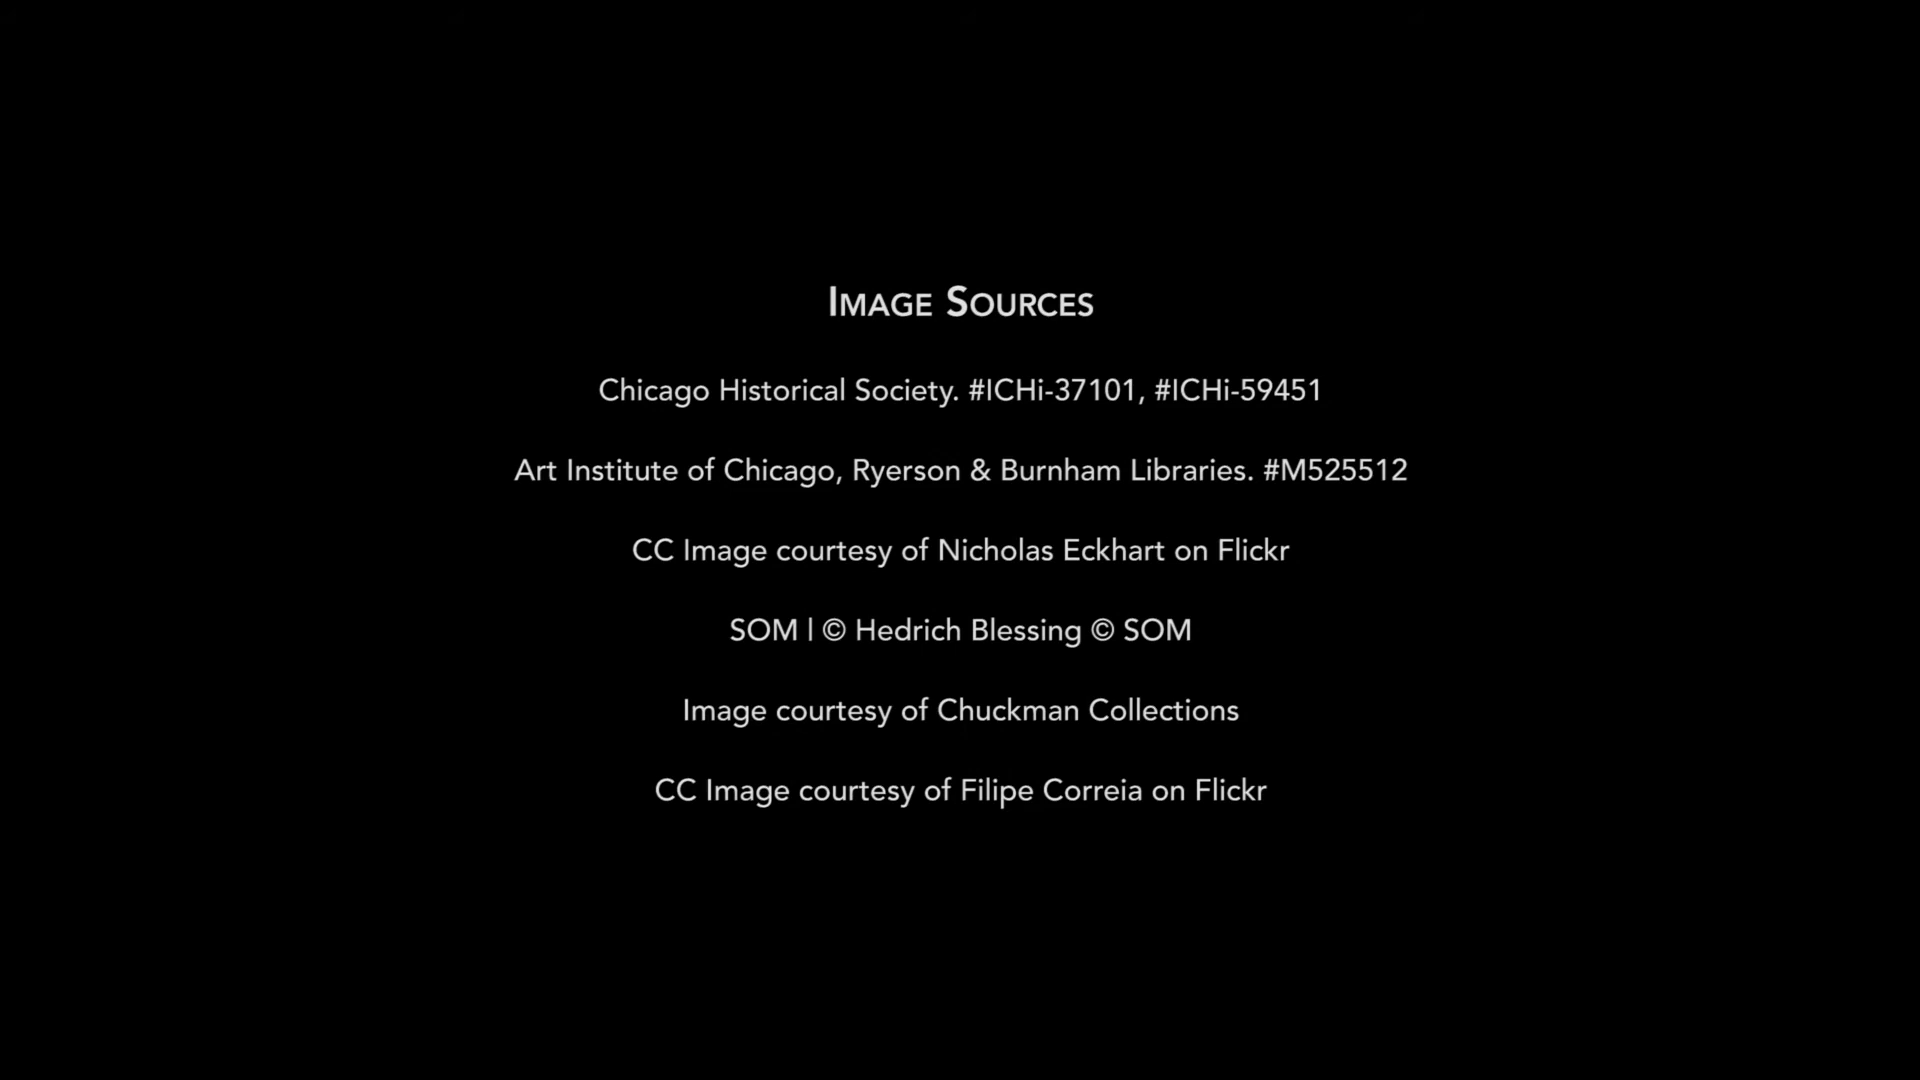 Image Sources
Chicago Historical Society. #ICHi-37101, #ICHi-59451
Art Institute of Chicago, Ryerson & Burnham Libraries. #M525512
CC Image courtesy of Nicholas Eckhart on Flickr
SOM | © Hedrich Blessing © SOM
Image courtesy of Chuckman Collections
CC Image courtesy of Filipe Correia on Flickr